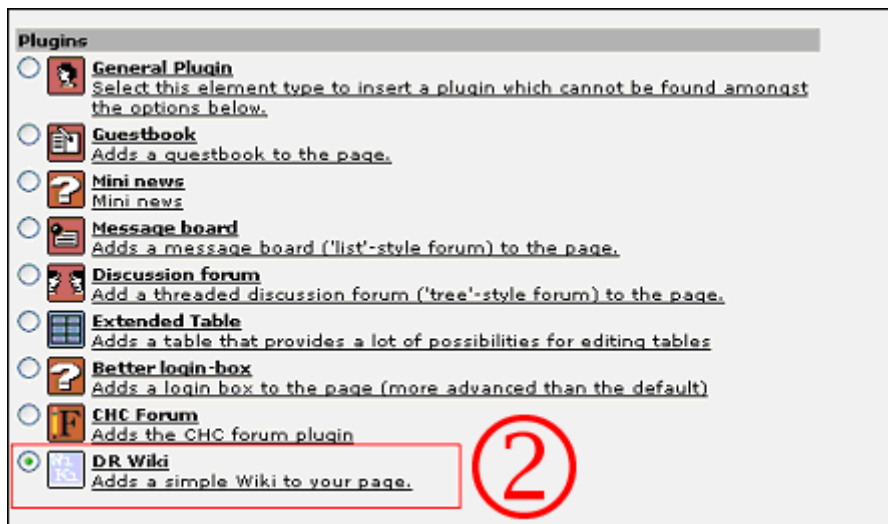 Plugins
General Plugin
Select this element type to insert a plugin which cannot be found amongst
the options below.
Guestbook
Adds a guestbook to the page.
Mini news
Mini news
Message board
Adds a message board ('list'-style forum) to the page.
Discussion forum
Add a threaded discussion forum ('tree'-style forum) to the page.
Extended Table
Adds a table that provides a lot of possibilities for editing tables
Better login-box
Adds a login box to the page (more advanced than the default)
.F
CHC Forum
Adds the CHC forum plugin
Wi
Ki
DR Wiki
Adds a simple Wiki to your page.
2